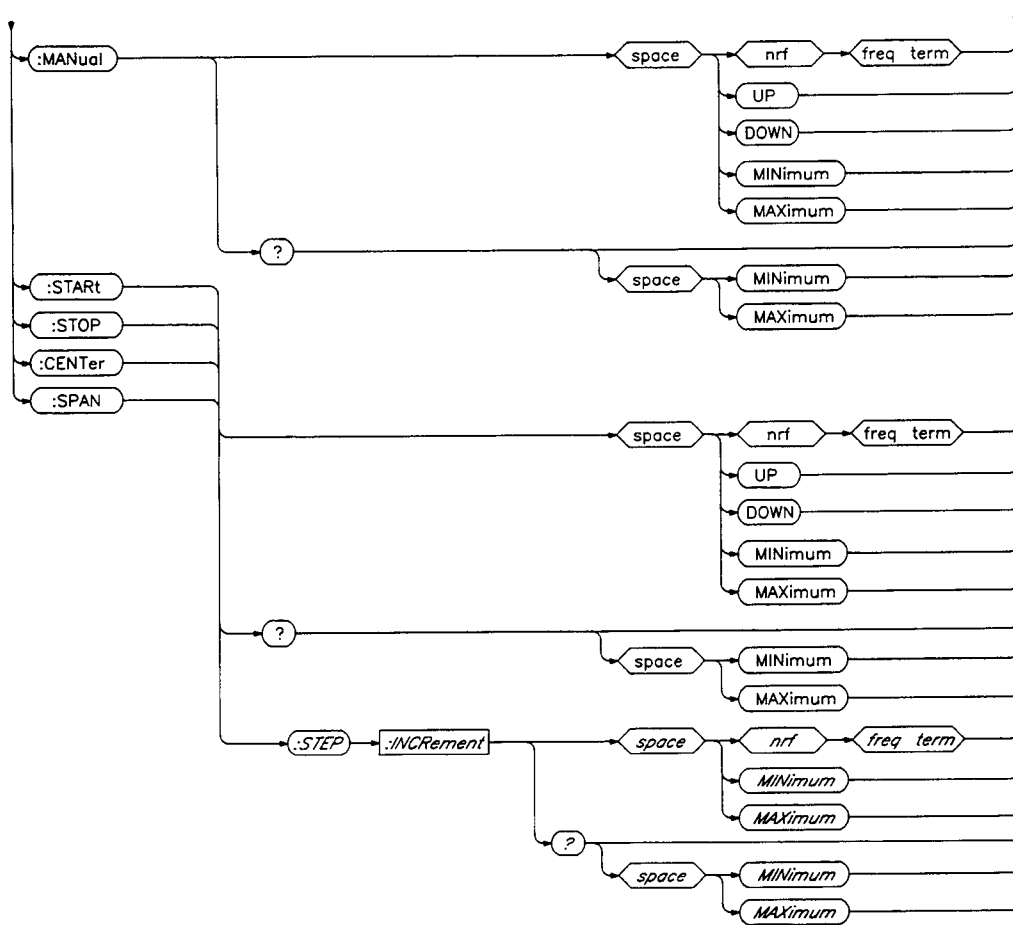 :MANual space nrf freq term
UP
DOWN
MINimum
MAXimum
?
space MINimum
MAXimum
:STARt
:STOP
:CENTer
:SPAN
space nrf freq term
UP
DOWN
MINimum
MAXimum
?
space MINimum
MAXimum
:STEP :INCRement space nrf freq term
MINimum
MAXimum
?
space MINimum
MAXimum